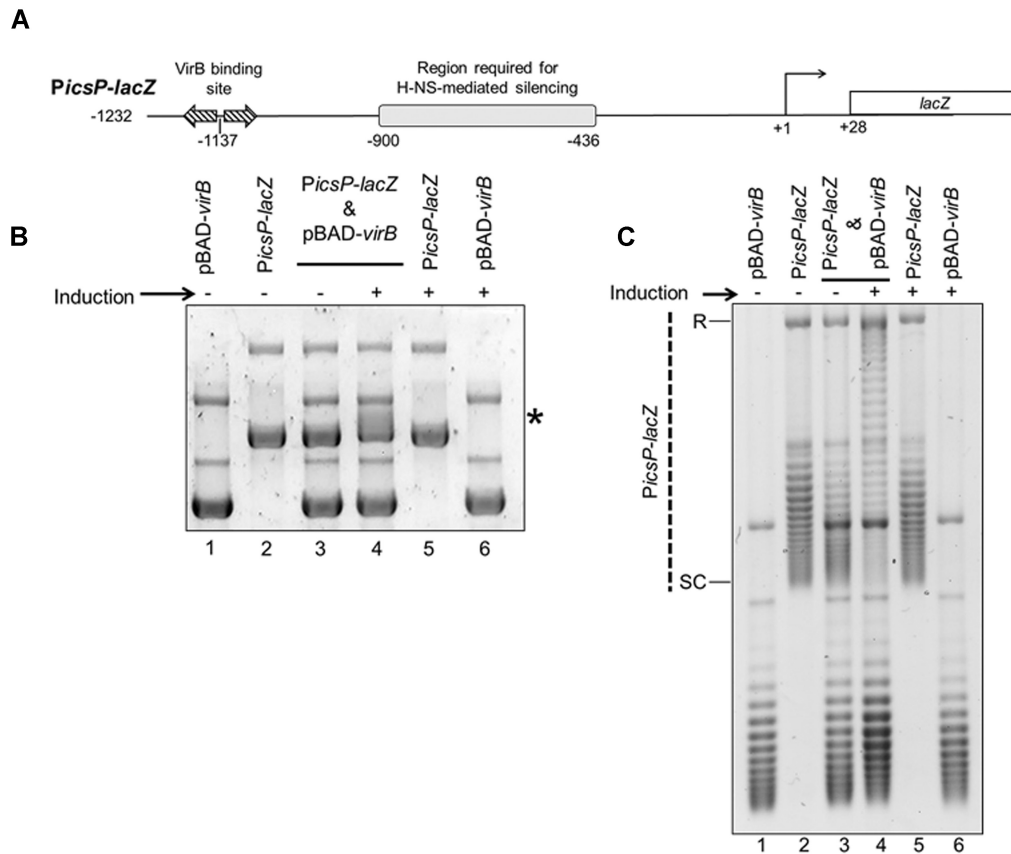 A
PicsP-lacZ
-1232
VirB binding
site
-1137
Region required for
H-NS-mediated silencing
-900
-436
+1
+28
lacZ
B
pBAD-virB
PicsP-lacZ
PicsP-lacZ
&
pBAD-virB
PicsP-lacZ
pBAD-virB
Induction
- - - + + +
*
1 2 3 4 5 6
C
pBAD-virB
PicsP-lacZ
PicsP-lacZ
&
pBAD-virB
PicsP-lacZ
pBAD-virB
Induction
- - - + + +
R
PicsP-lacZ
SC
1 2 3 4 5 6